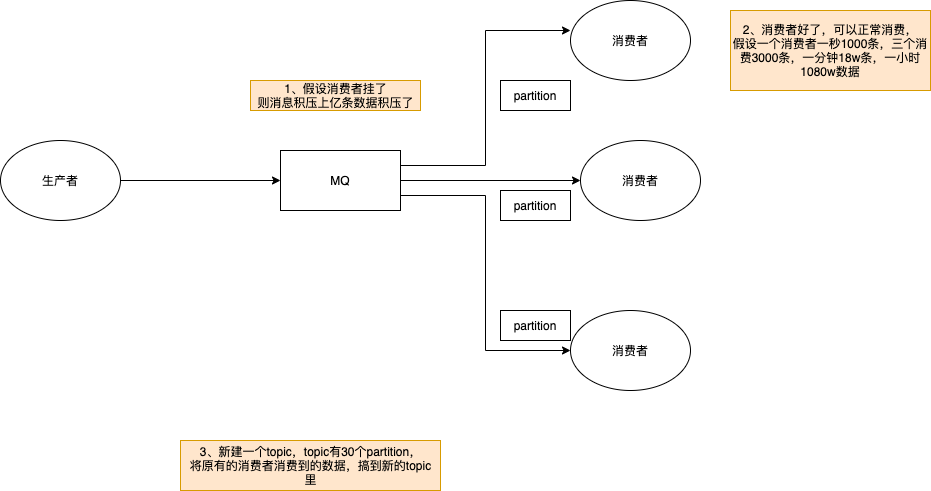 消费者
2、消费者好了，可以正常消费，
假设一个消费者一秒1000条，三个消
费3000条，一分钟18w条，一小时
1080w数据
1、假设消费者挂了
则消息积压上亿条数据积压了
partition
生产者
MQ
消费者
partition
partition
消费者
3、新建一个topic，topic有30个partition，
将原有的消费者消费到的数据，搞到新的topic
里